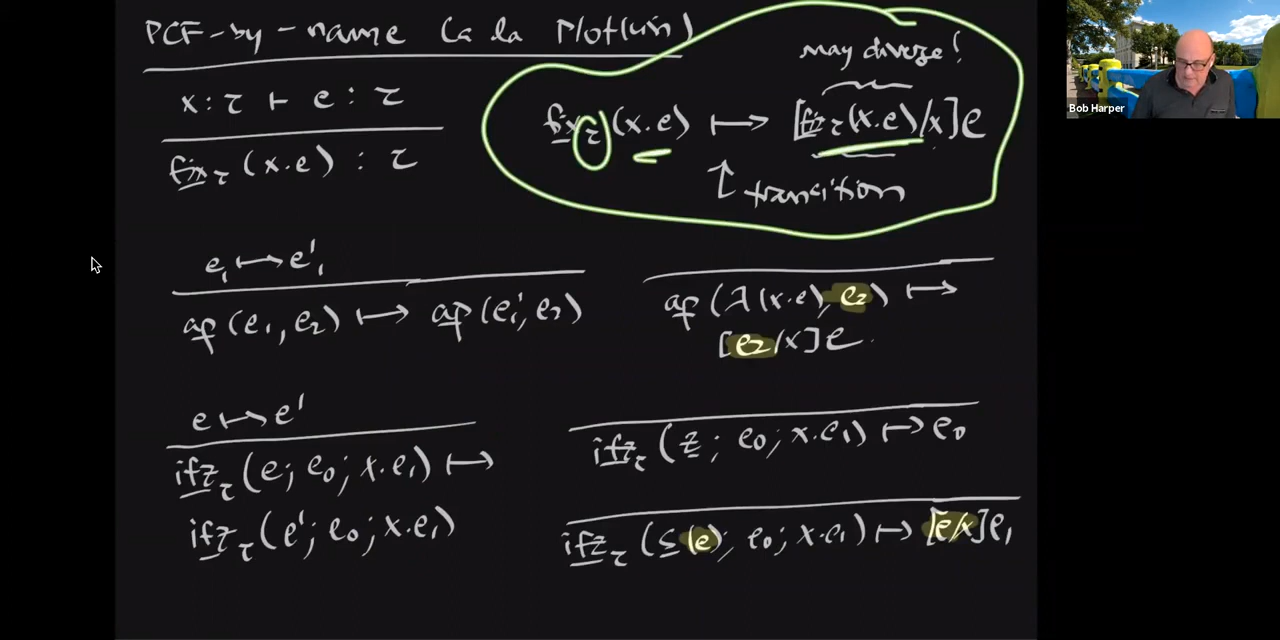 PCF-by-name (a la Plotkin)
may diverge!
x : τ ⊢ e : τ
fix_τ (x.e) : τ
fix_τ (x.e) ⟼ [fix_τ (x.e)/x]e
↑ transition
e₁ ⟼ e₁'
ap (e₁, e₂) ⟼ ap (e₁', e₂)
ap (λ(x.e), e₂) ⟼
[e₂/x]e
e ⟼ e'
ifz_τ (e; e₀; x.e₁) ⟼
ifz_τ (e'; e₀; x.e₁)
ifz_τ (z; e₀; x.e₁) ⟼ e₀
ifz_τ (s(e); e₀; x.e₁) ⟼ [e/x]e₁
Bob Harper